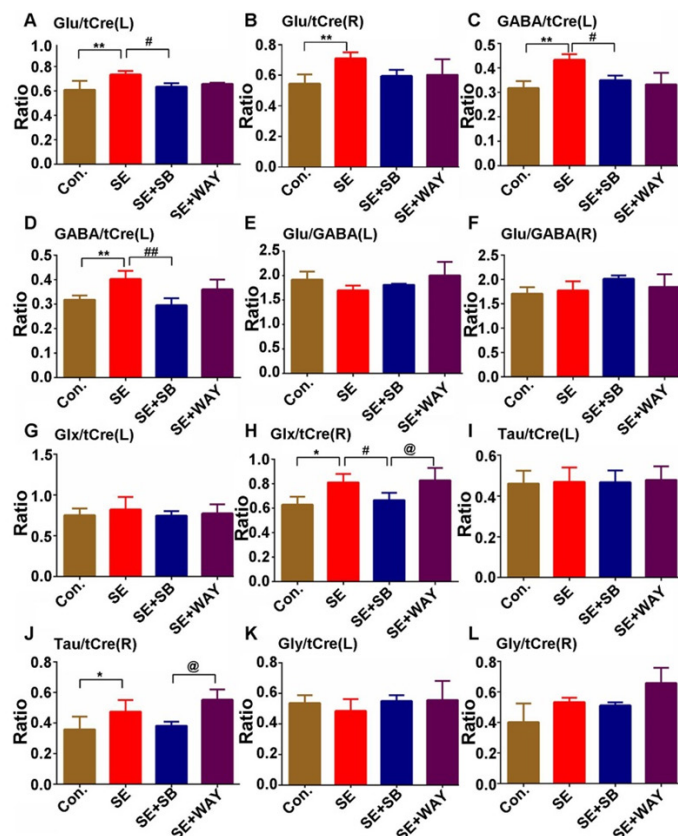 A Glu/tCre(L)
Ratio
1.0
0.8
0.6
0.4
0.2
0.0
** #
Con. SE SE+SB SE+WAY
B Glu/tCre(R)
Ratio
0.8
0.6
0.4
0.2
0.0
**
Con. SE SE+SB SE+WAY
C GABA/tCre(L)
Ratio
0.5
0.4
0.3
0.2
0.1
0.0
** #
Con. SE SE+SB SE+WAY
D GABA/tCre(L)
Ratio
0.5
0.4
0.3
0.2
0.1
0.0
** ##
Con. SE SE+SB SE+WAY
E Glu/GABA(L)
Ratio
2.5
2.0
1.5
1.0
0.5
0.0
Con. SE SE+SB SE+WAY
F Glu/GABA(R)
Ratio
2.5
2.0
1.5
1.0
0.5
0.0
Con. SE SE+SB SE+WAY
G Glx/tCre(L)
Ratio
1.5
1.0
0.5
0.0
Con. SE SE+SB SE+WAY
H Glx/tCre(R)
Ratio
1.0
0.8
0.6
0.4
0.2
0.0
* # @
Con. SE SE+SB SE+WAY
I Tau/tCre(L)
Ratio
0.6
0.4
0.2
0.0
Con. SE SE+SB SE+WAY
J Tau/tCre(R)
Ratio
0.8
0.6
0.4
0.2
0.0
* @
Con. SE SE+SB SE+WAY
K Gly/tCre(L)
Ratio
0.8
0.6
0.4
0.2
0.0
Con. SE SE+SB SE+WAY
L Gly/tCre(R)
Ratio
0.8
0.6
0.4
0.2
0.0
Con. SE SE+SB SE+WAY